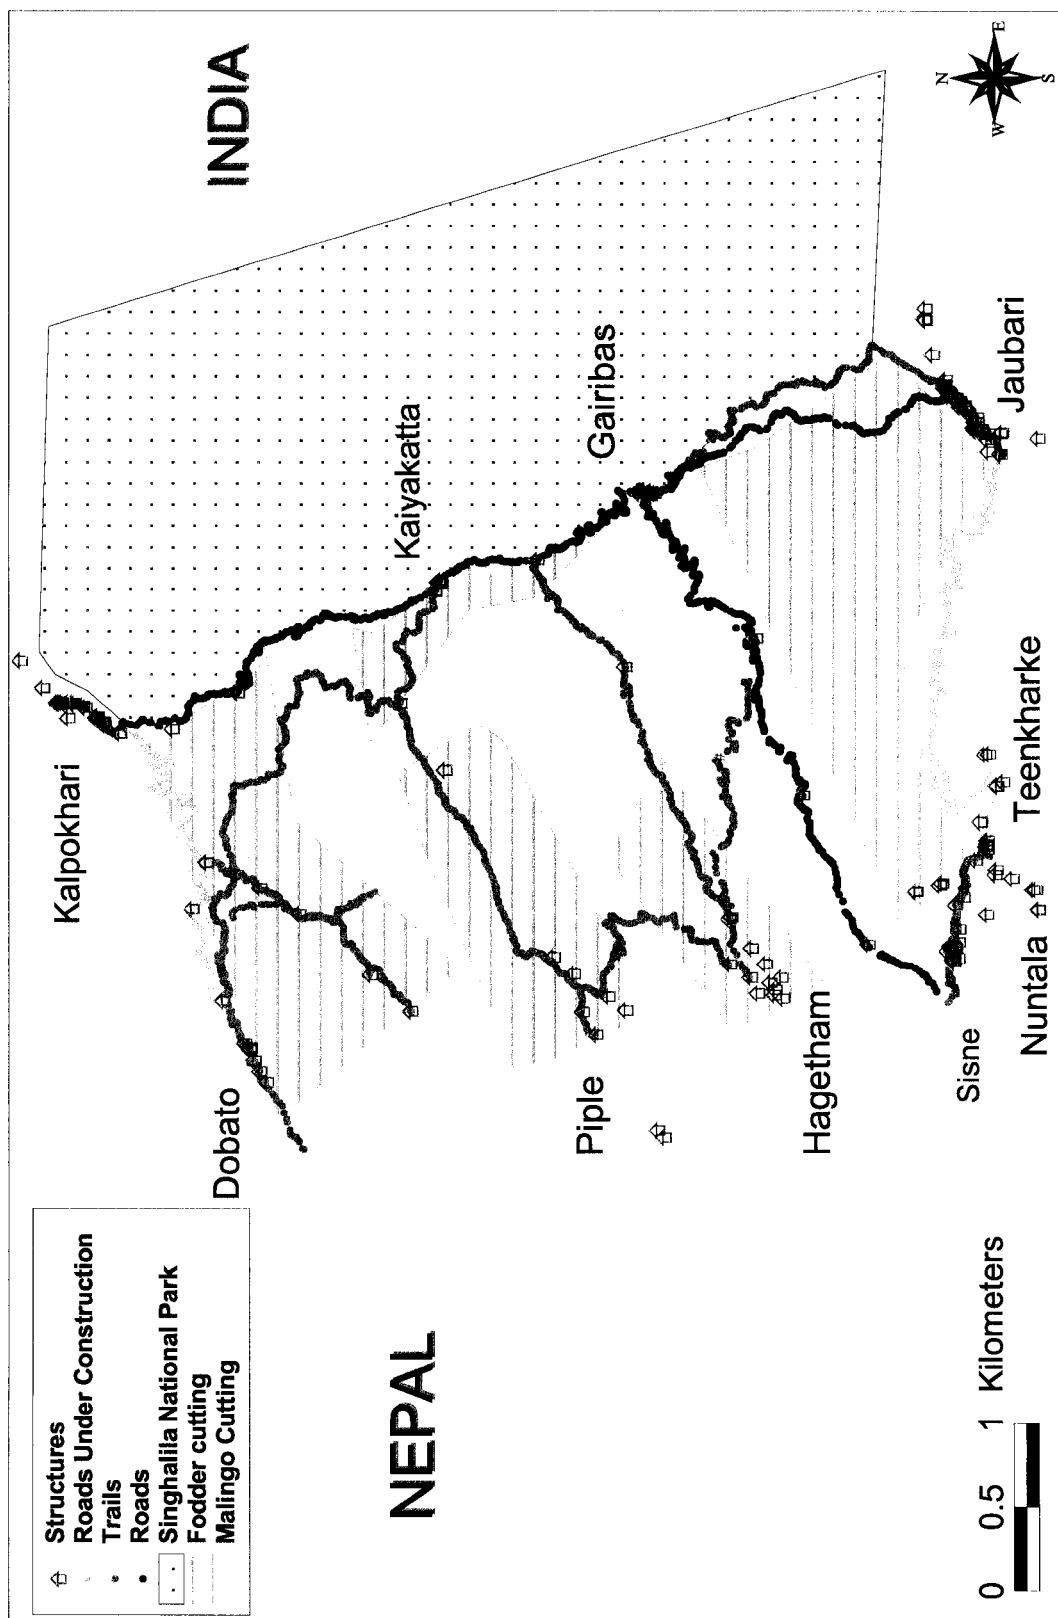 INDIA
N
E
S
W
Kalpokhari
Kaiyakatta
Gairibas
Jaubari
Dobato
Piple
Hagetham
Sisne
Nuntala
Teenkharke
NEPAL
Structures
Roads Under Construction
Trails
Roads
Singhalila National Park
Fodder cutting
Malingo Cutting
0 0.5 1 Kilometers